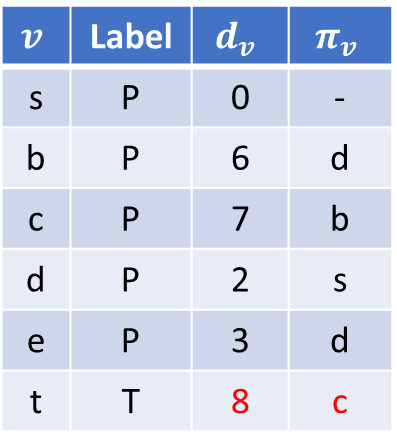 v Label d_v π_v
s P 0 -
b P 6 d
c P 7 b
d P 2 s
e P 3 d
t T 8 c